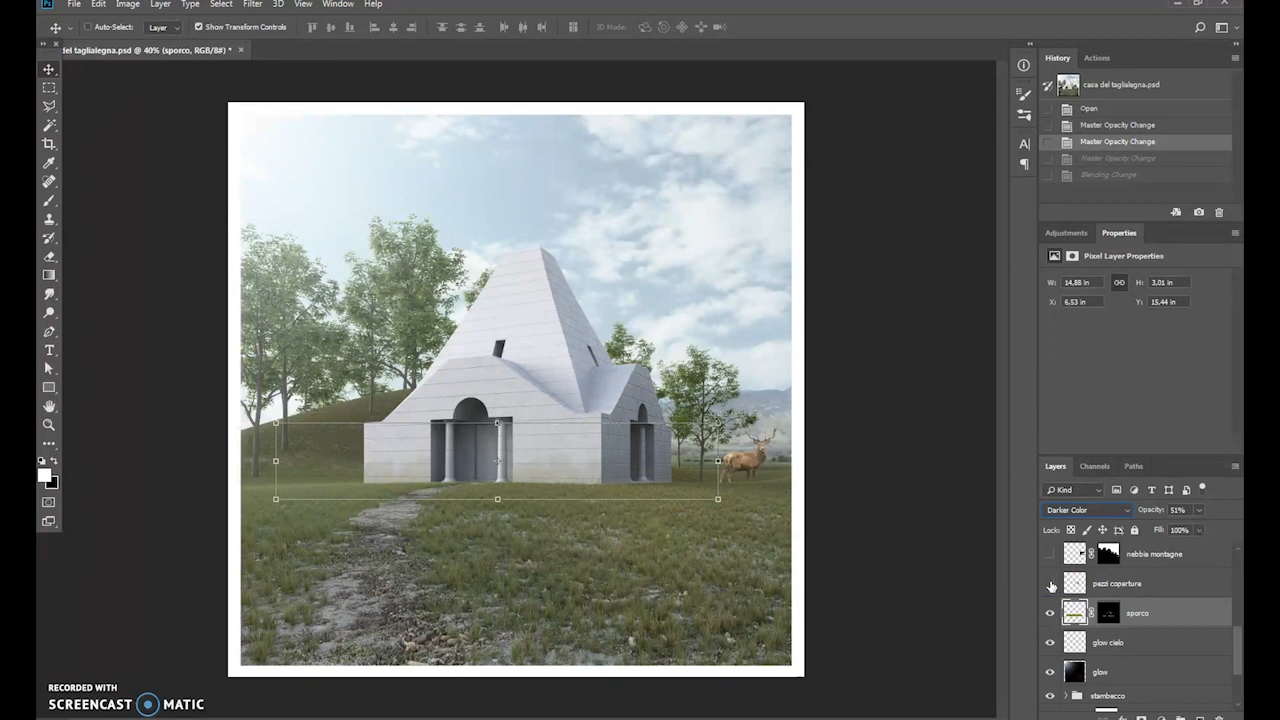 Ps File Edit Image Layer Type Select Filter 3D View Window Help
Auto-Select: Layer Show Transform Controls 3D Mode:
del taglialegna.psd @ 40% (sporco, RGB/8#) * ×
History Actions
casa del taglialegna.psd
Open
Master Opacity Change
Master Opacity Change
Master Opacity Change
Blending Change
Adjustments Properties
Pixel Layer Properties
W: 14.88 in H: 3.01 in
X: 6.53 in Y: 15.44 in
Layers Channels Paths
Kind
Darker Color Opacity: 51%
Lock: Fill: 100%
nebbia montagne
pezzi coperture
sporco
glow cielo
glow
stambecco
RECORDED WITH
SCREENCAST MATIC